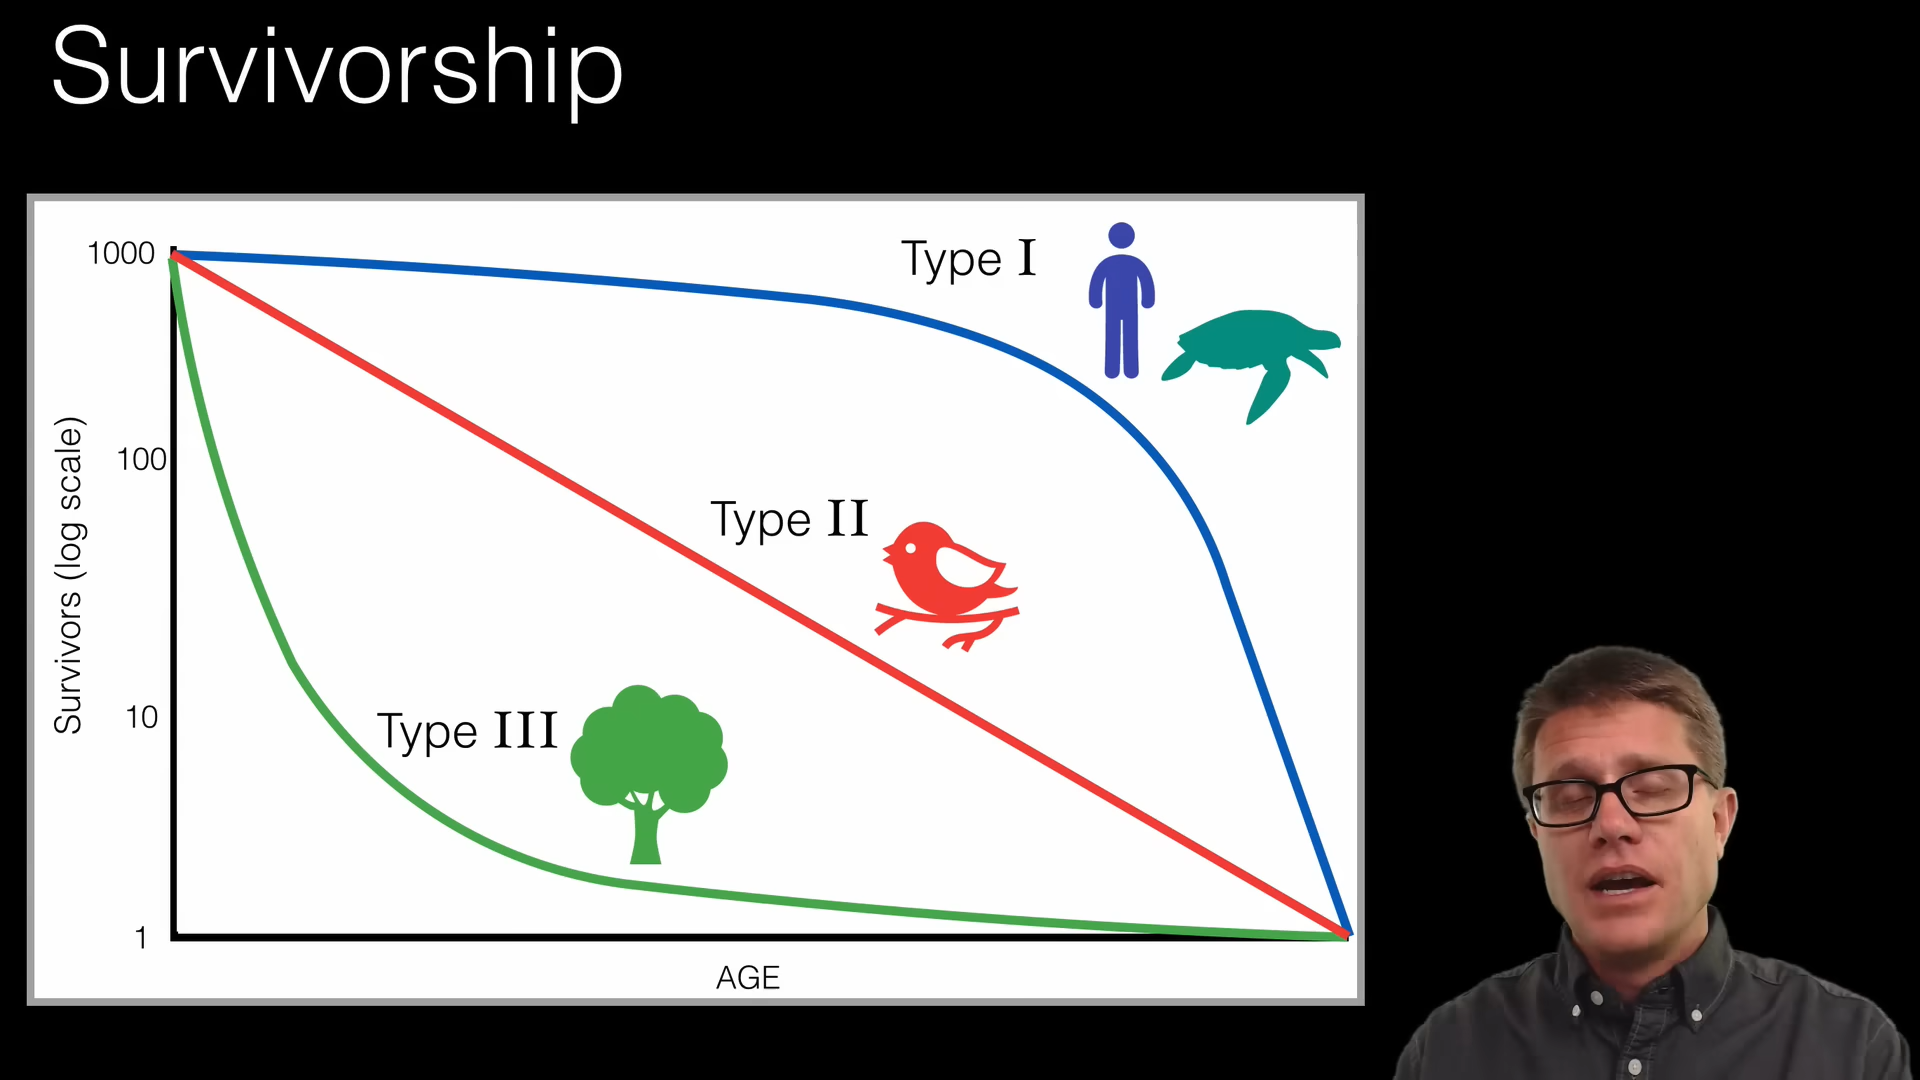 Survivorship
1000
100
10
1
Survivors (log scale)
Type I
Type II
Type III
AGE